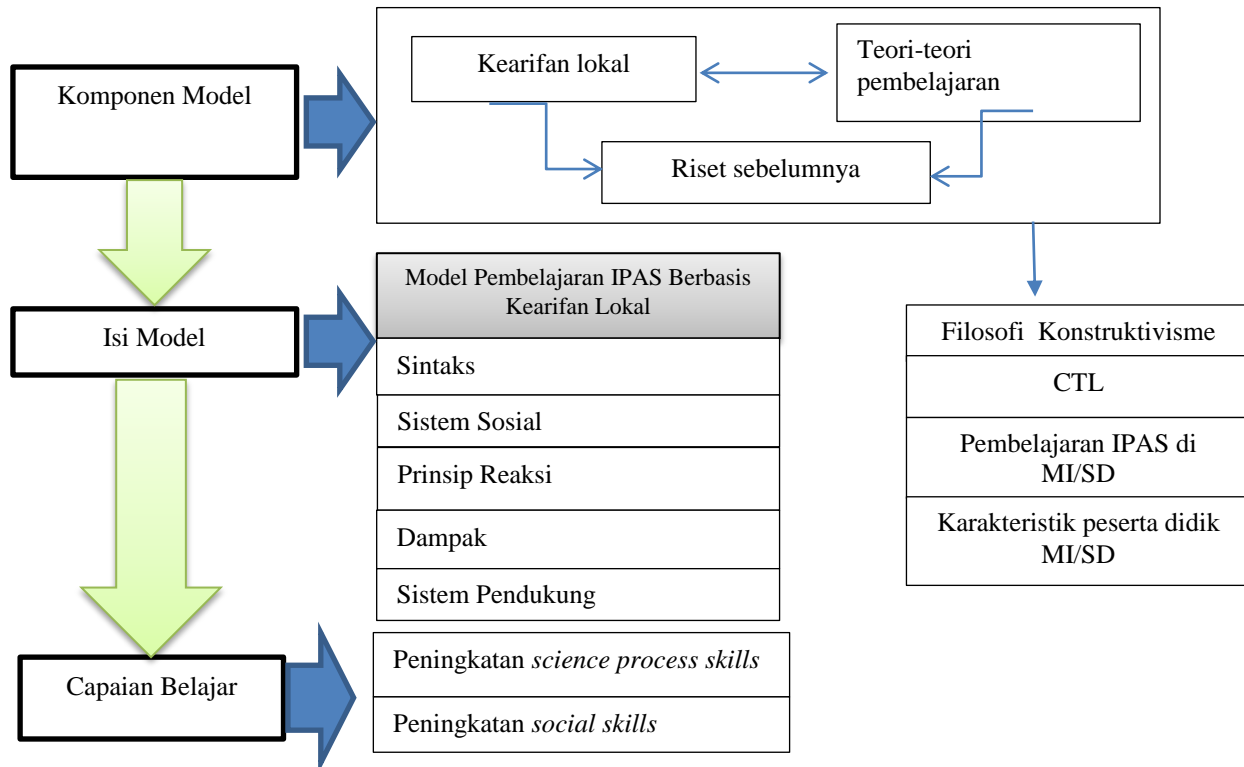 Komponen Model
Kearifan lokal
Teori-teori
pembelajaran
Riset sebelumnya
Isi Model
Model Pembelajaran IPAS Berbasis
Kearifan Lokal
Sintaks
Sistem Sosial
Prinsip Reaksi
Dampak
Sistem Pendukung
Filosofi Konstruktivisme
CTL
Pembelajaran IPAS di
MI/SD
Karakteristik peserta didik
MI/SD
Capaian Belajar
Peningkatan science process skills
Peningkatan social skills